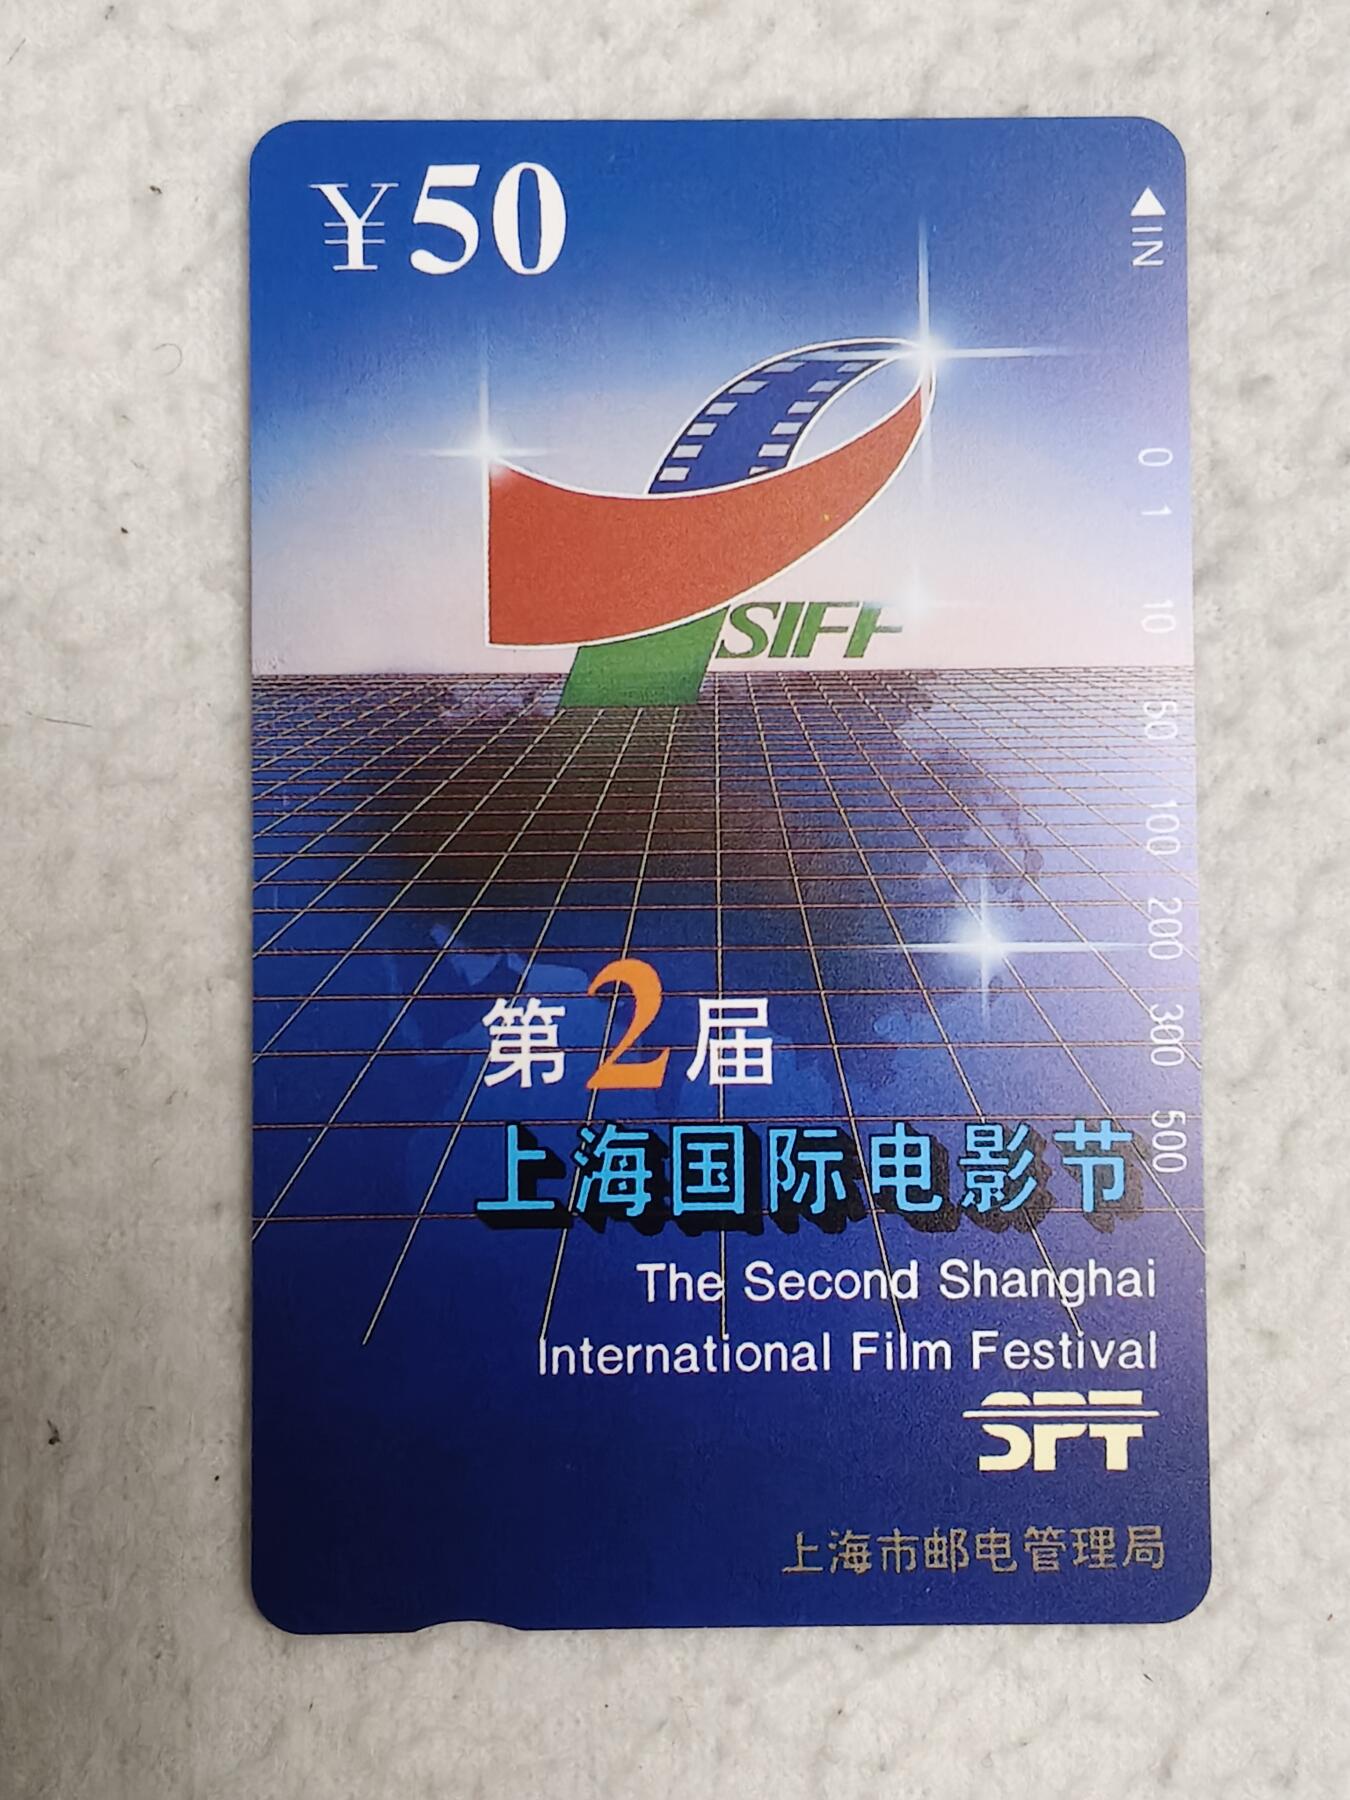 ¥50
◀IN
SIFF
0 1 10 50 100 200 300 500
第2届
上海国际电影节
The Second Shanghai
International Film Festival
SPT
上海市邮电管理局